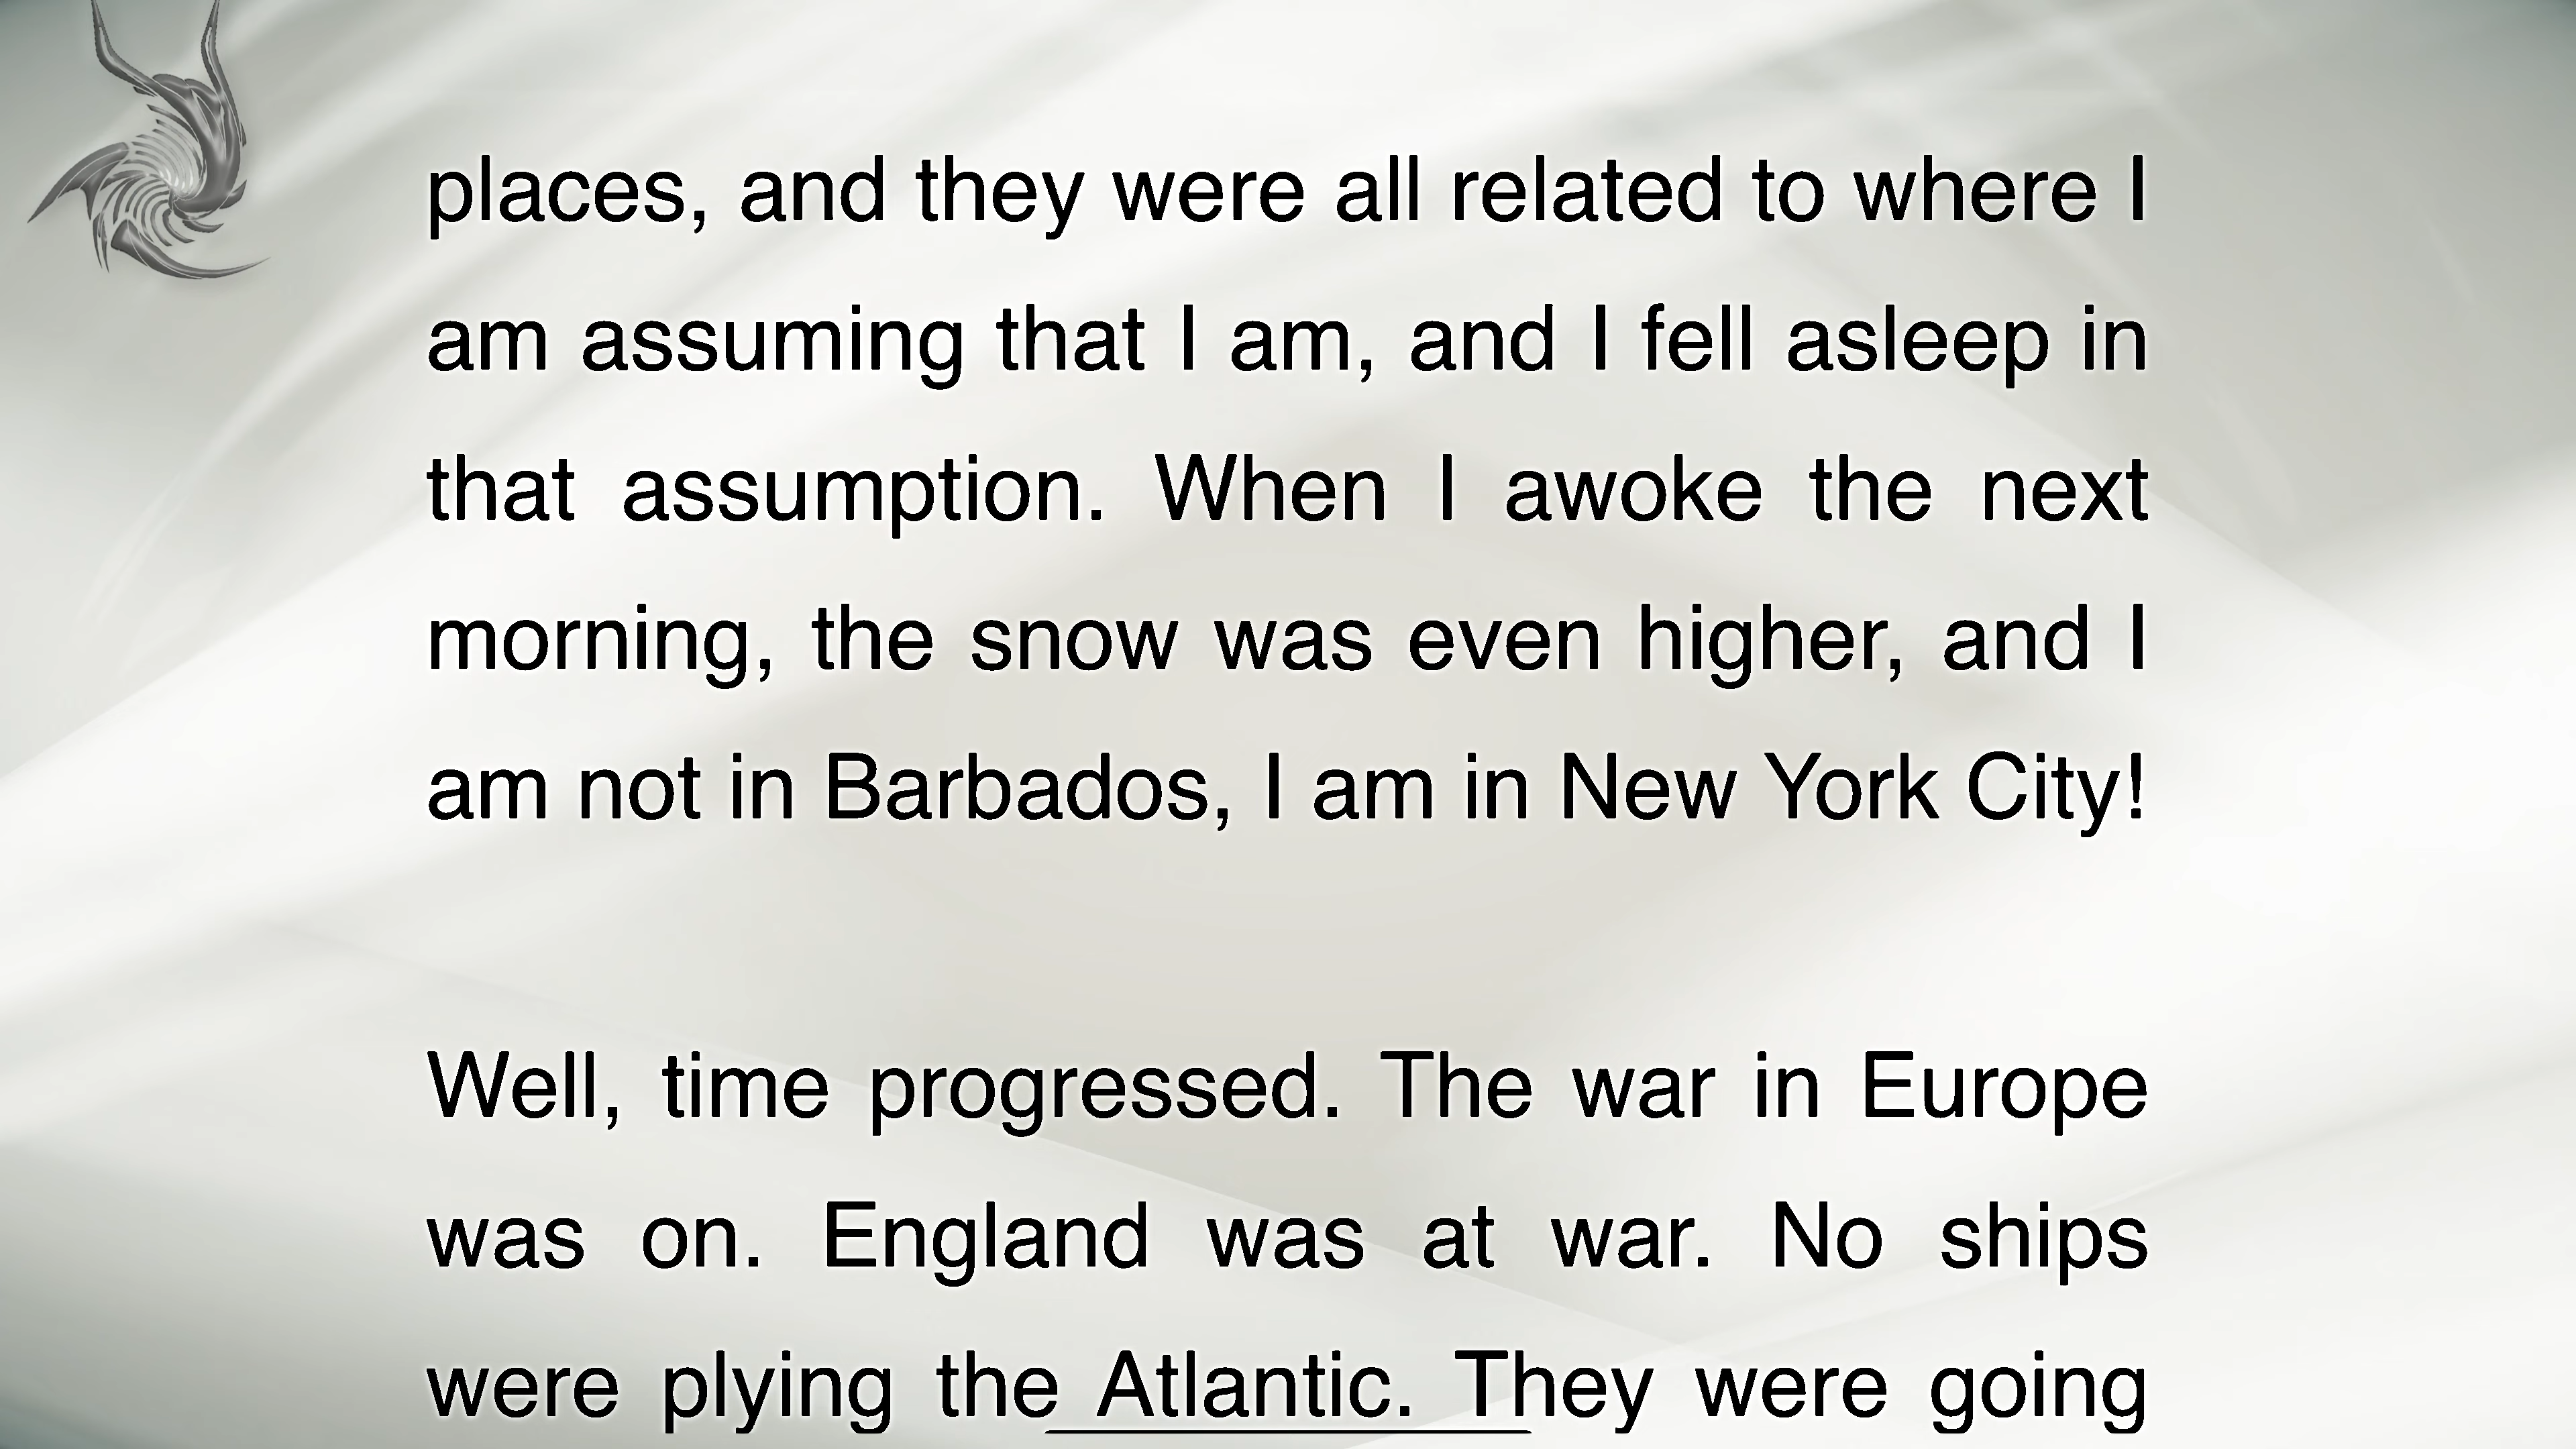 places, and they were all related to where I
am assuming that I am, and I fell asleep in
that assumption. When I awoke the next
morning, the snow was even higher, and I
am not in Barbados, I am in New York City!
Well, time progressed. The war in Europe
was on. England was at war. No ships
were plying the Atlantic. They were going